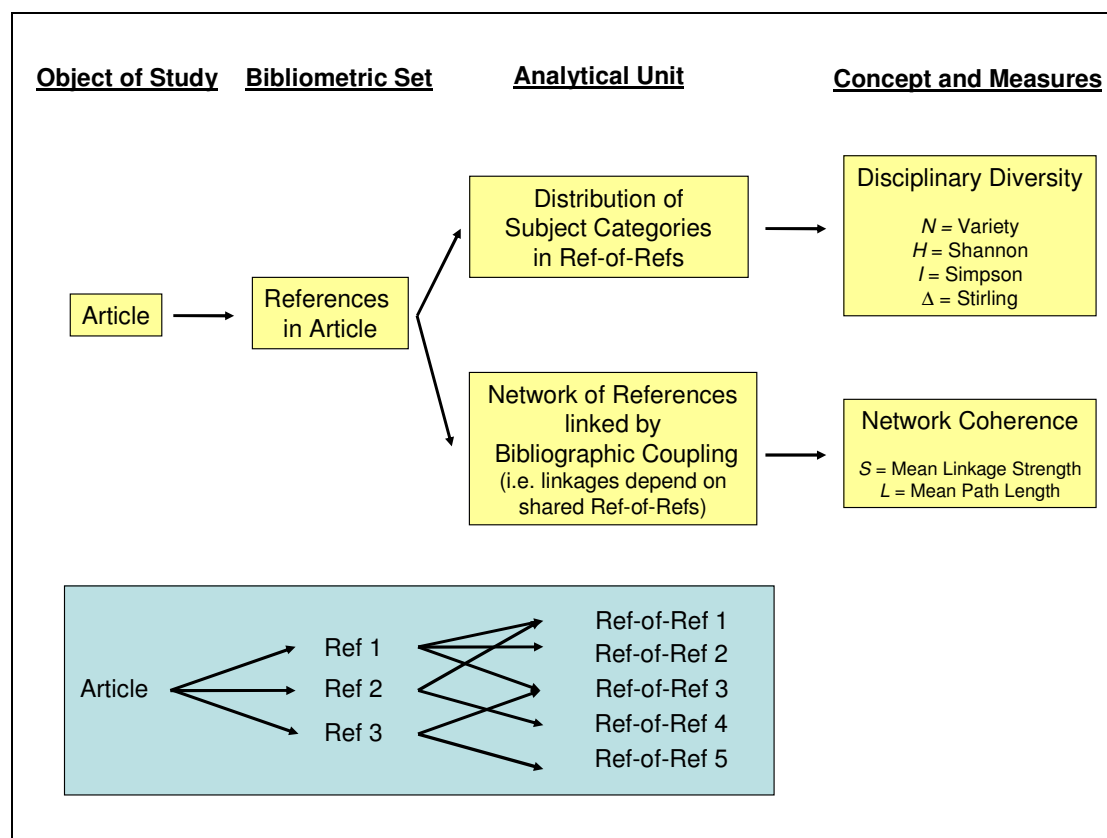 Object of Study
Bibliometric Set
Analytical Unit
Concept and Measures
Article
References
in Article
Distribution of
Subject Categories
in Ref-of-Refs
Disciplinary Diversity
N = Variety
H = Shannon
I = Simpson
Δ = Stirling
Network of References
linked by
Bibliographic Coupling
(i.e. linkages depend on
shared Ref-of-Refs)
Network Coherence
S = Mean Linkage Strength
L = Mean Path Length
Article
Ref 1
Ref 2
Ref 3
Ref-of-Ref 1
Ref-of-Ref 2
Ref-of-Ref 3
Ref-of-Ref 4
Ref-of-Ref 5